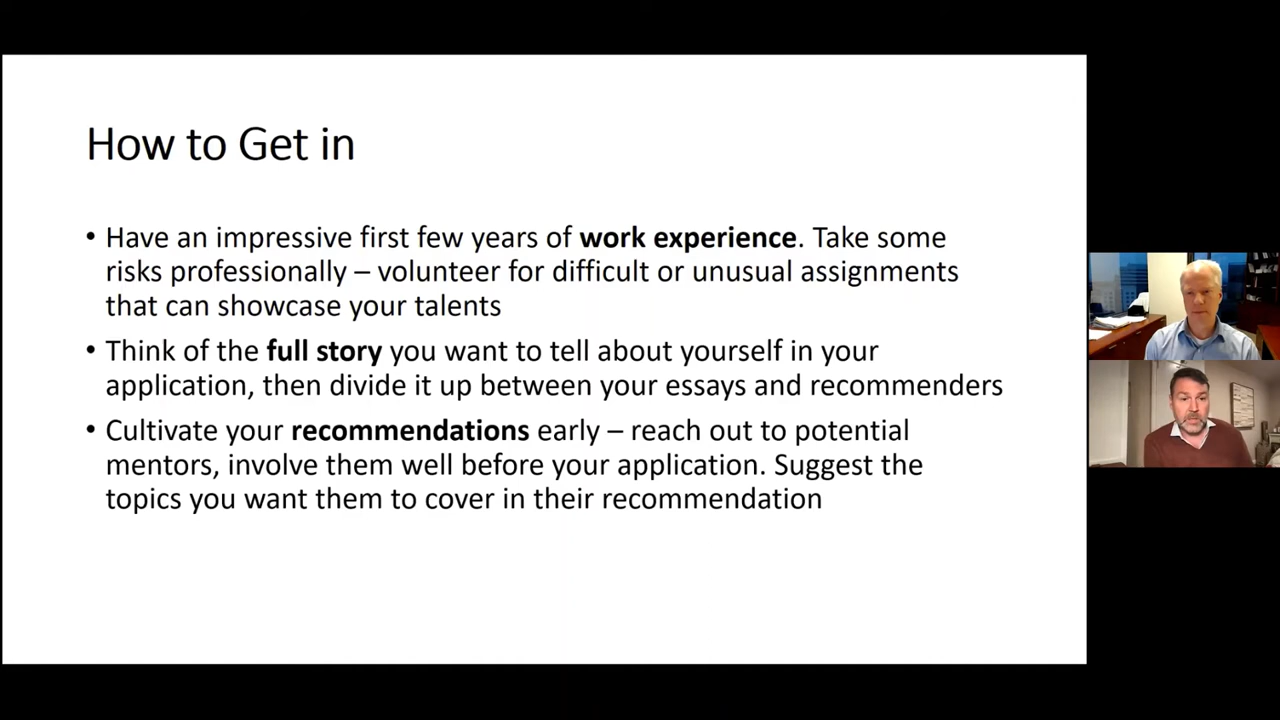 How to Get in
• Have an impressive first few years of work experience. Take some
risks professionally – volunteer for difficult or unusual assignments
that can showcase your talents
• Think of the full story you want to tell about yourself in your
application, then divide it up between your essays and recommenders
• Cultivate your recommendations early – reach out to potential
mentors, involve them well before your application. Suggest the
topics you want them to cover in their recommendation